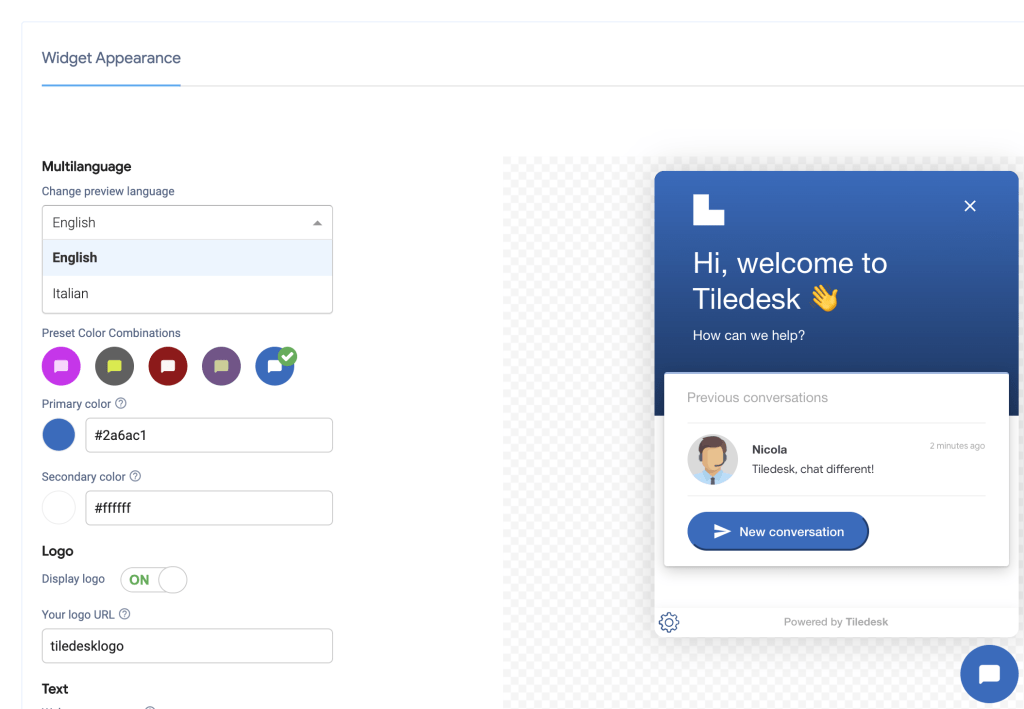 Widget Appearance
Multilanguage
Change preview language
English
English
Italian
Preset Color Combinations
Primary color
#2a6ac1
Secondary color
#ffffff
Logo
Display logo
ON
Your logo URL
tiledesklogo
Text
Hi, welcome to
Tiledesk 👋
How can we help?
Previous conversations
Nicola
2 minutes ago
Tiledesk, chat different!
New conversation
Powered by Tiledesk